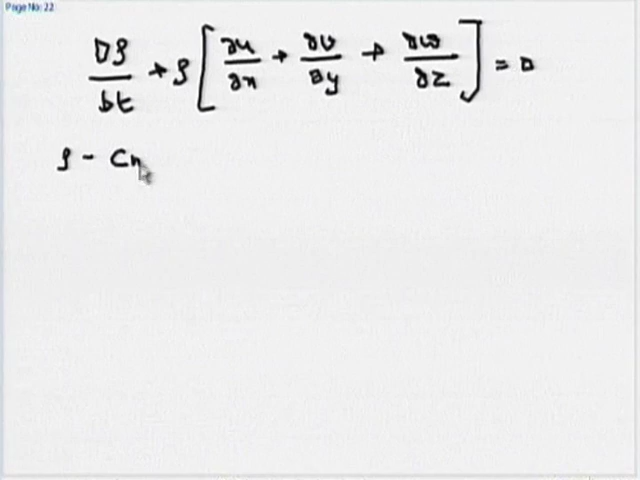 Page No: 22
Dρ/Dt + ρ [ ∂u/∂x + ∂v/∂y + ∂w/∂z ] = 0
ρ - Cn